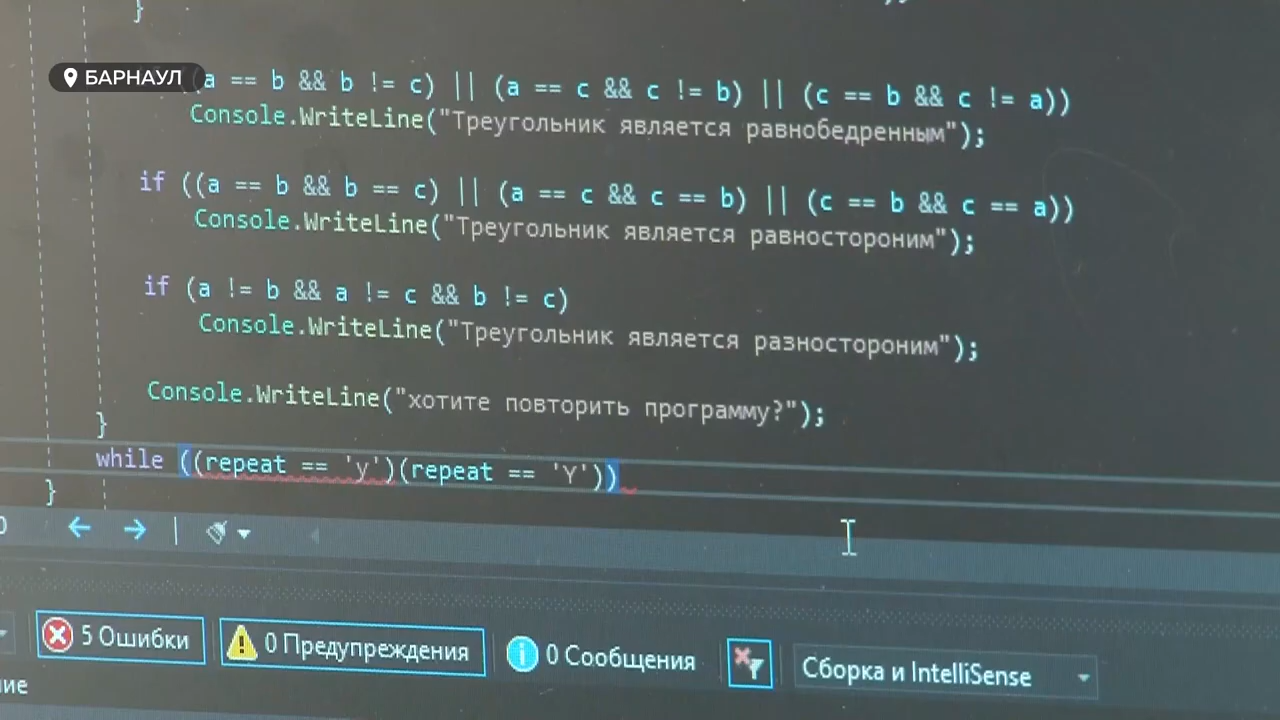 }
БАРНАУЛ
(a == b && b != c) || (a == c && c != b) || (c == b && c != a))
Console.WriteLine("Треугольник является равнобедренным");
if ((a == b && b == c) || (a == c && c == b) || (c == b && c == a))
Console.WriteLine("Треугольник является равностороним");
if (a != b && a != c && b != c)
Console.WriteLine("Треугольник является разностороним");
Console.WriteLine("хотите повторить программу?");
}
while ((repeat == 'y')(repeat == 'Y'))
}
5 Ошибки
0 Предупреждения
0 Сообщения
Сборка и IntelliSense